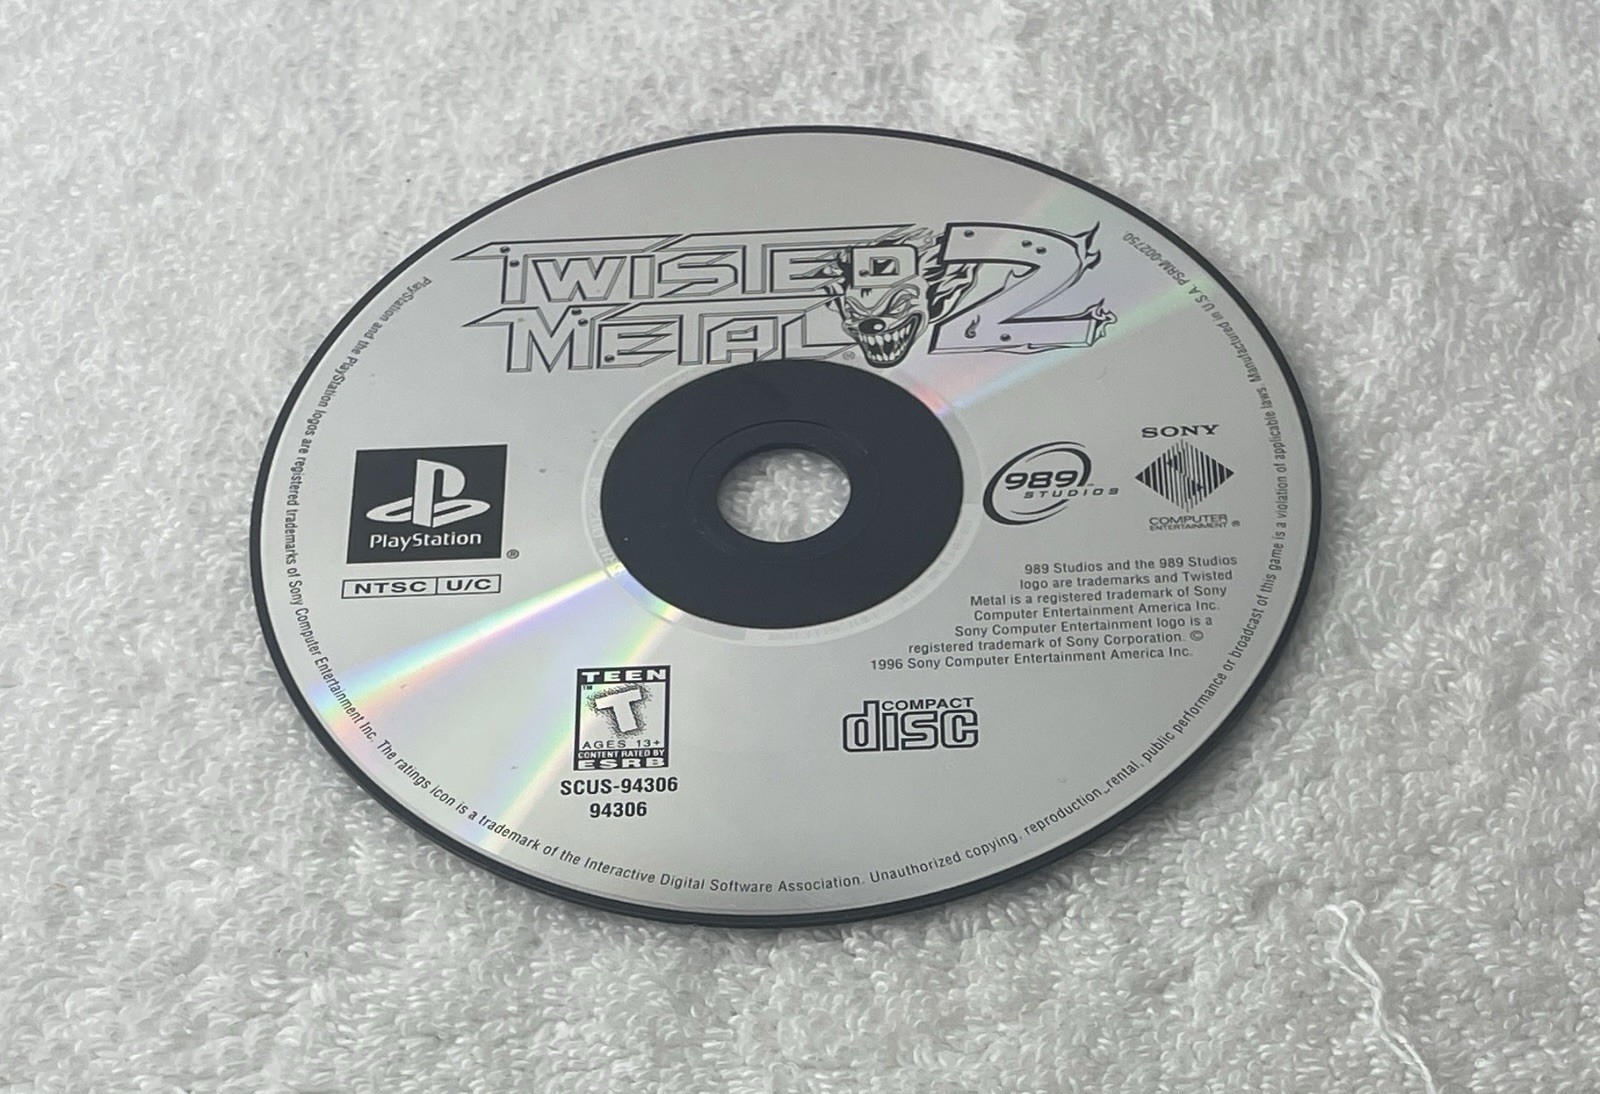 TWISTED
METAL 2
®
PlayStation
®
NTSC U/C
989
STUDIOS
SONY
COMPUTER
ENTERTAINMENT ®
989 Studios and the 989 Studios
logo are trademarks and Twisted
Metal is a registered trademark of Sony
Computer Entertainment America Inc.
Sony Computer Entertainment logo is a
registered trademark of Sony Corporation. ©
1996 Sony Computer Entertainment America Inc.
TEEN
T
TM
AGES 13+
CONTENT RATED BY
ESRB
SCUS-94306
94306
COMPACT
disc
PlayStation and the PlayStation logos are registered trademarks of Sony Computer Entertainment Inc. The ratings icon is a trademark of the Interactive Digital Software Association. Unauthorized copying, reproduction, rental, public performance or broadcast of this game is a violation of applicable laws. Manufactured in U.S.A. PSRM-002750.